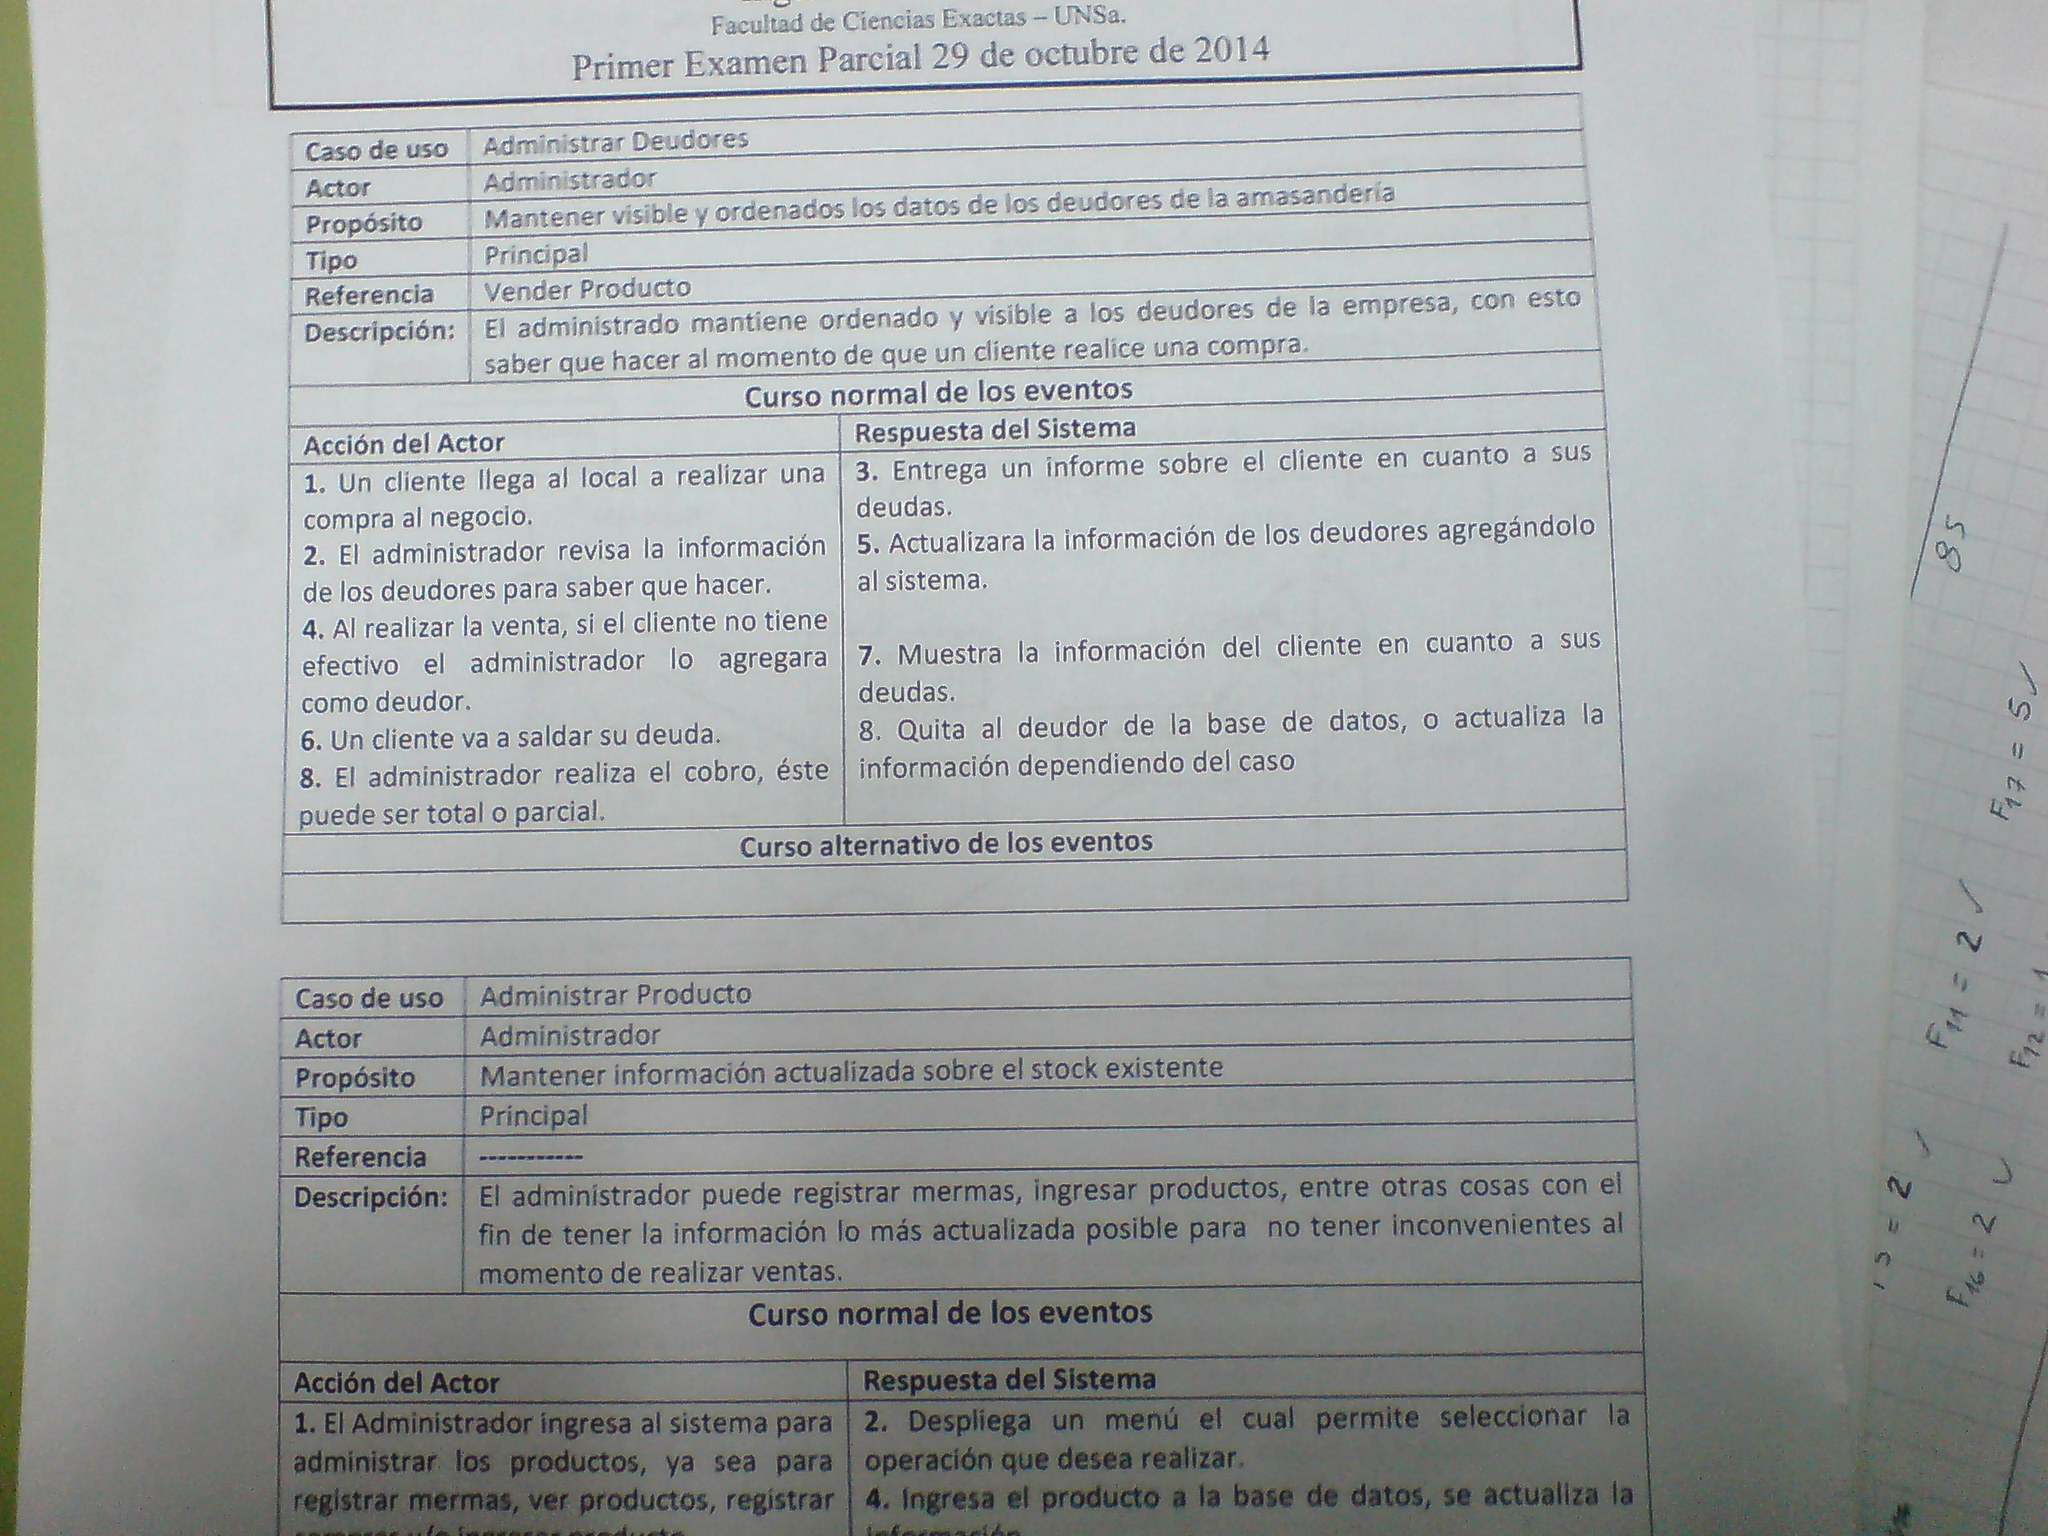 Facultad de Ciencias Exactas – UNSa.
Primer Examen Parcial 29 de octubre de 2014
Caso de uso Administrar Deudores
Actor Administrador
Propósito Mantener visible y ordenados los datos de los deudores de la amasandería
Tipo Principal
Referencia Vender Producto
Descripción: El administrado mantiene ordenado y visible a los deudores de la empresa, con esto
saber que hacer al momento de que un cliente realice una compra.
Curso normal de los eventos
Acción del Actor
1. Un cliente llega al local a realizar una
compra al negocio.
2. El administrador revisa la información
de los deudores para saber que hacer.
4. Al realizar la venta, si el cliente no tiene
efectivo el administrador lo agregara
como deudor.
6. Un cliente va a saldar su deuda.
8. El administrador realiza el cobro, éste
puede ser total o parcial.
Respuesta del Sistema
3. Entrega un informe sobre el cliente en cuanto a sus
deudas.
5. Actualizara la información de los deudores agregándolo
al sistema.
7. Muestra la información del cliente en cuanto a sus
deudas.
8. Quita al deudor de la base de datos, o actualiza la
información dependiendo del caso
Curso alternativo de los eventos
Caso de uso Administrar Producto
Actor Administrador
Propósito Mantener información actualizada sobre el stock existente
Tipo Principal
Referencia -----------
Descripción: El administrador puede registrar mermas, ingresar productos, entre otras cosas con el
fin de tener la información lo más actualizada posible para no tener inconvenientes al
momento de realizar ventas.
Curso normal de los eventos
Acción del Actor
1. El Administrador ingresa al sistema para
administrar los productos, ya sea para
registrar mermas, ver productos, registrar
Respuesta del Sistema
2. Despliega un menú el cual permite seleccionar la
operación que desea realizar.
4. Ingresa el producto a la base de datos, se actualiza la
información
85
F17 = 5 ✓
F11 = 2 ✓
F12 = 1
= 2 ✓
F16 = 2 ✓